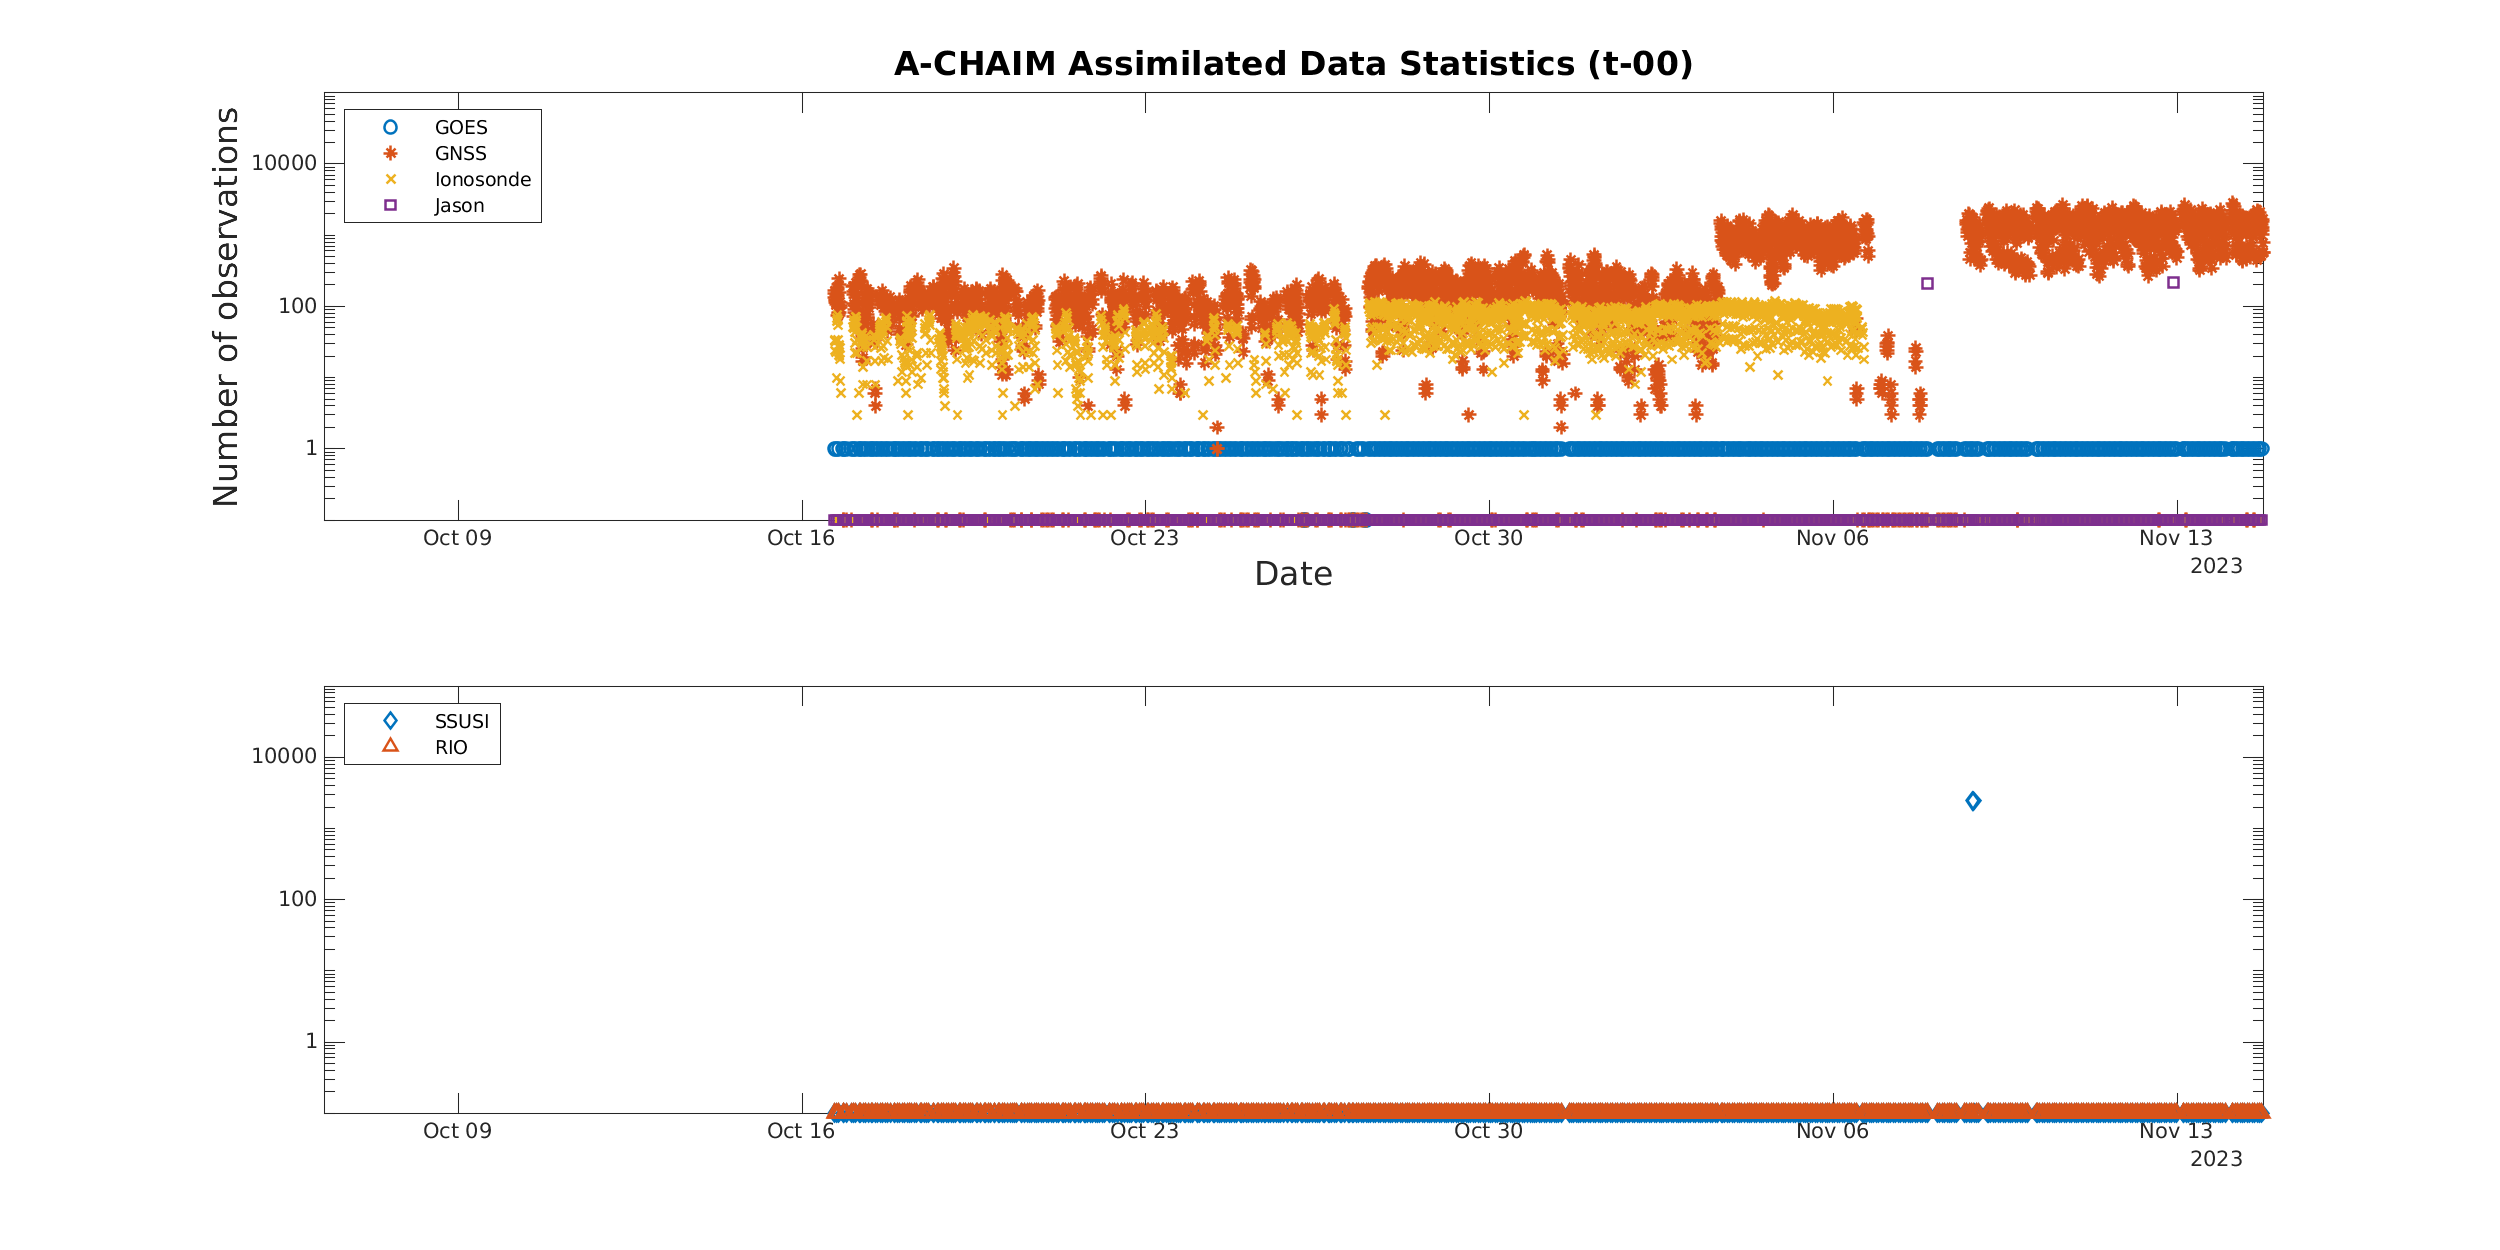 A-CHAIM Assimilated Data Statistics (t-00)
Number of observations
10000
100
1
GOES
GNSS
Ionosonde
Jason
Oct 09
Oct 16
Oct 23
Oct 30
Nov 06
Nov 13
2023
Date
10000
100
1
SSUSI
RIO
Oct 09
Oct 16
Oct 23
Oct 30
Nov 06
Nov 13
2023